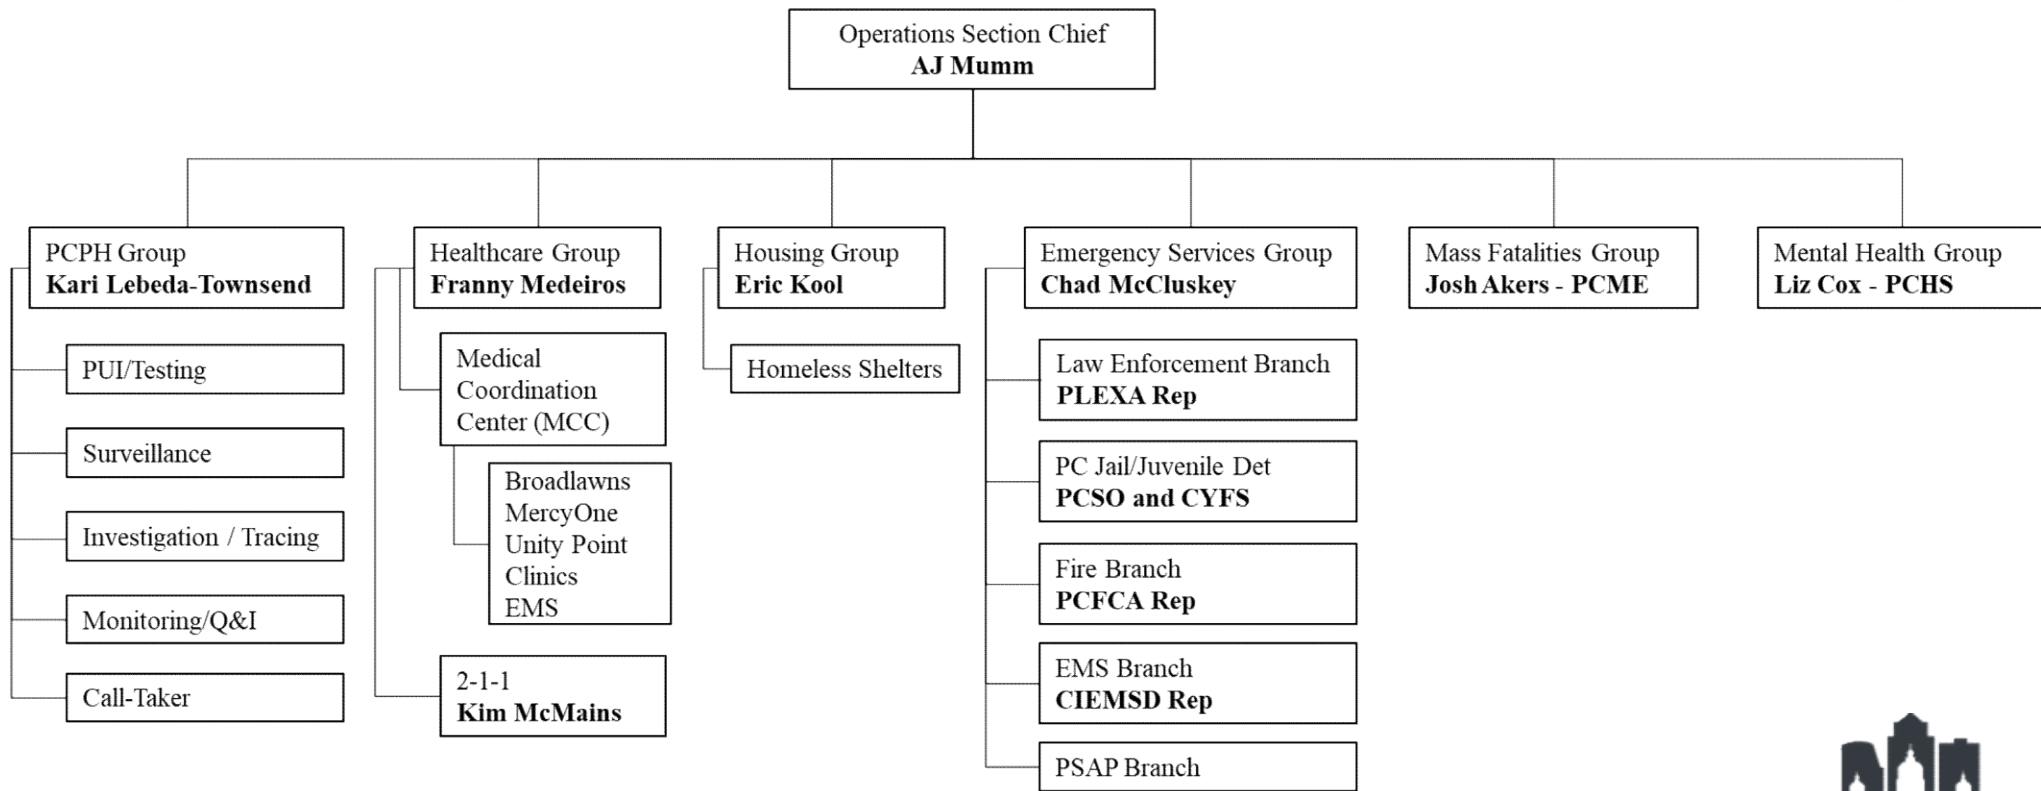 Operations Section Chief
AJ Mumm
PCPH Group
Kari Lebeda-Townsend
PUI/Testing
Surveillance
Investigation / Tracing
Monitoring/Q&I
Call-Taker
Healthcare Group
Franny Medeiros
Medical
Coordination
Center (MCC)
Broadlawns
MercyOne
Unity Point
Clinics
EMS
2-1-1
Kim McMains
Housing Group
Eric Kool
Homeless Shelters
Emergency Services Group
Chad McCluskey
Law Enforcement Branch
PLEXA Rep
PC Jail/Juvenile Det
PCSO and CYFS
Fire Branch
PCFCA Rep
EMS Branch
CIEMSD Rep
PSAP Branch
Mass Fatalities Group
Josh Akers - PCME
Mental Health Group
Liz Cox - PCHS